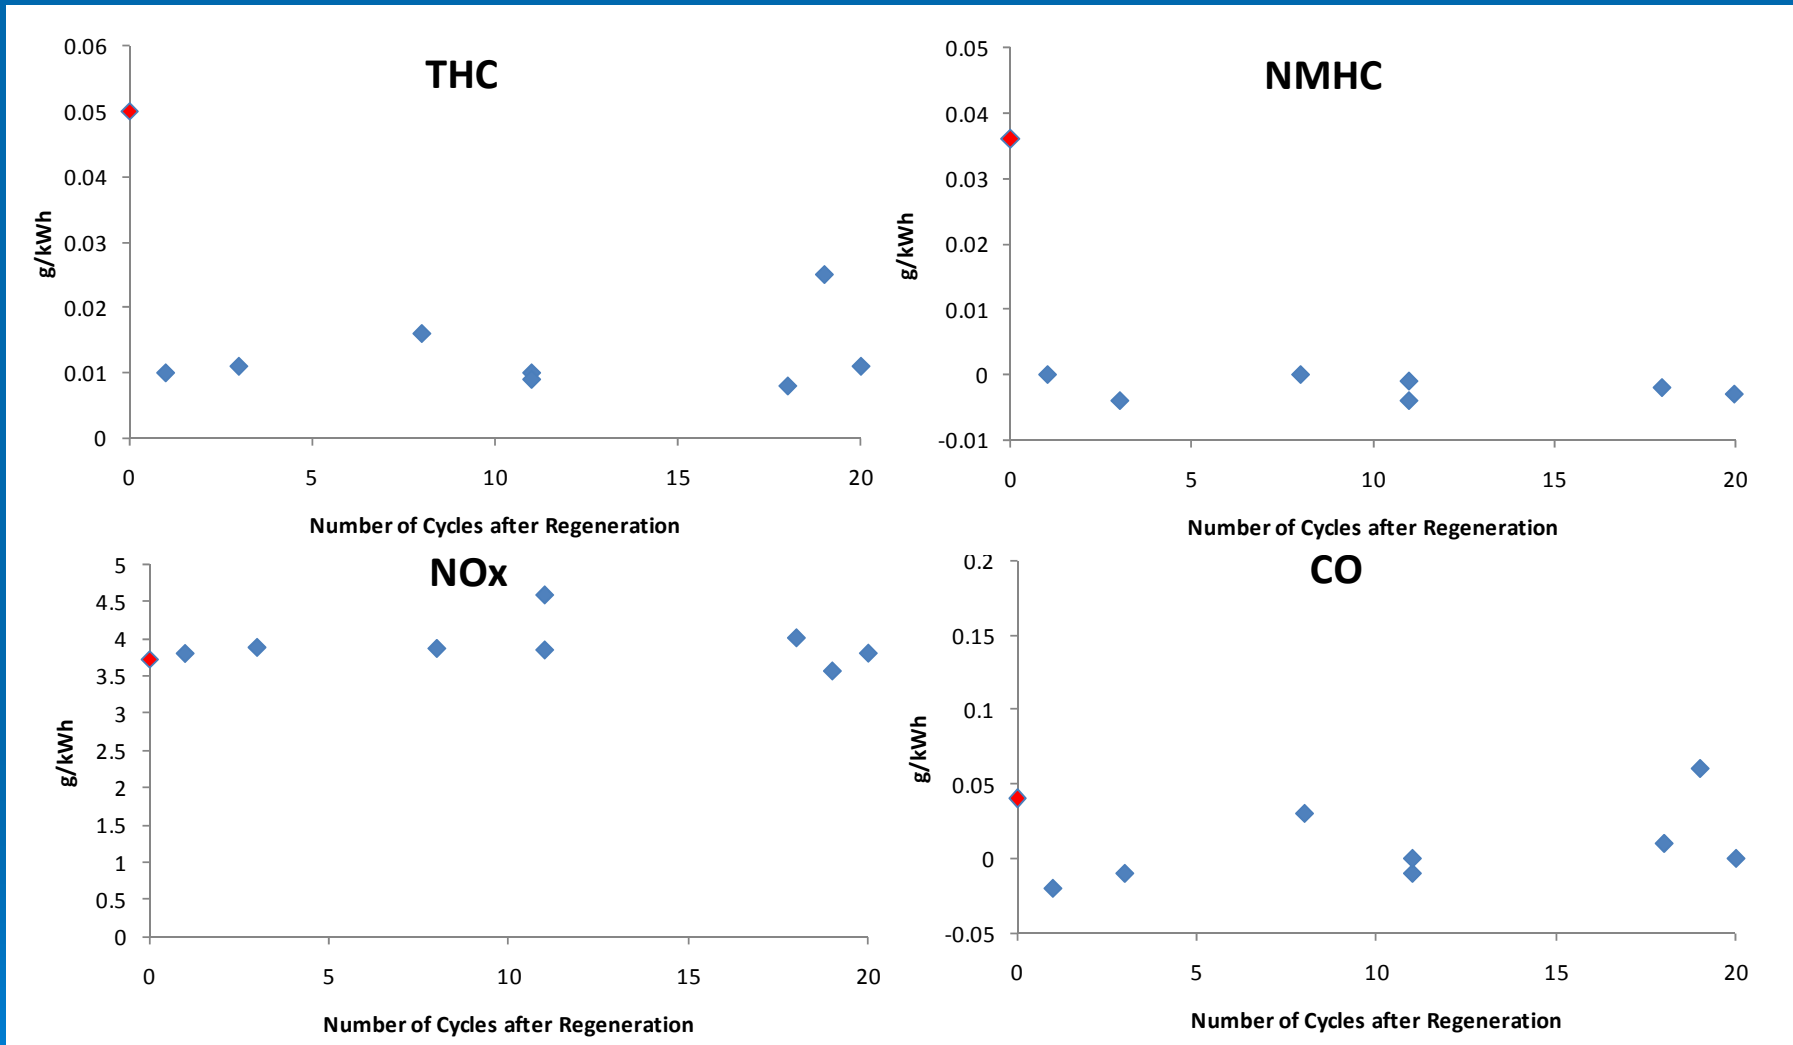 THC
0.06
0.05
0.04
0.03
0.02
0.01
0
g/kWh
0 5 10 15 20
Number of Cycles after Regeneration
NMHC
0.05
0.04
0.03
0.02
0.01
0
-0.01
g/kWh
0 5 10 15 20
Number of Cycles after Regeneration
NOx
5
4.5
4
3.5
3
2.5
2
1.5
1
0.5
0
g/kWh
0 5 10 15 20
Number of Cycles after Regeneration
CO
0.2
0.15
0.1
0.05
0
-0.05
g/kWh
0 5 10 15 20
Number of Cycles after Regeneration